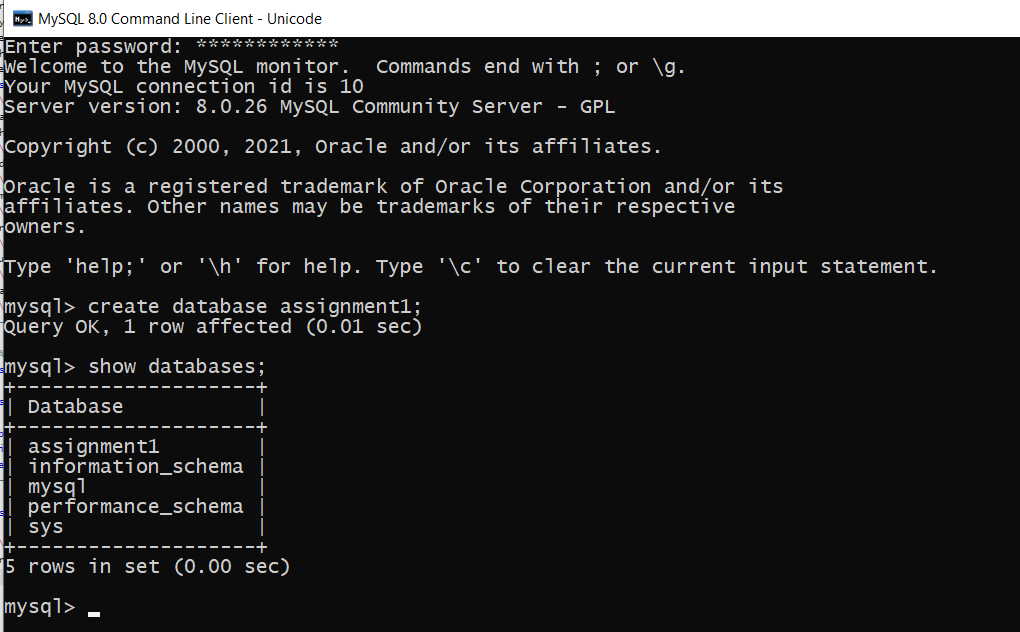 MySQL 8.0 Command Line Client - Unicode
Enter password: ************
Welcome to the MySQL monitor.  Commands end with ; or \g.
Your MySQL connection id is 10
Server version: 8.0.26 MySQL Community Server - GPL

Copyright (c) 2000, 2021, Oracle and/or its affiliates.

Oracle is a registered trademark of Oracle Corporation and/or its
affiliates. Other names may be trademarks of their respective
owners.

Type 'help;' or '\h' for help. Type '\c' to clear the current input statement.

mysql> create database assignment1;
Query OK, 1 row affected (0.01 sec)

mysql> show databases;
+--------------------+
| Database           |
+--------------------+
| assignment1        |
| information_schema |
| mysql              |
| performance_schema |
| sys                |
+--------------------+
5 rows in set (0.00 sec)

mysql> _